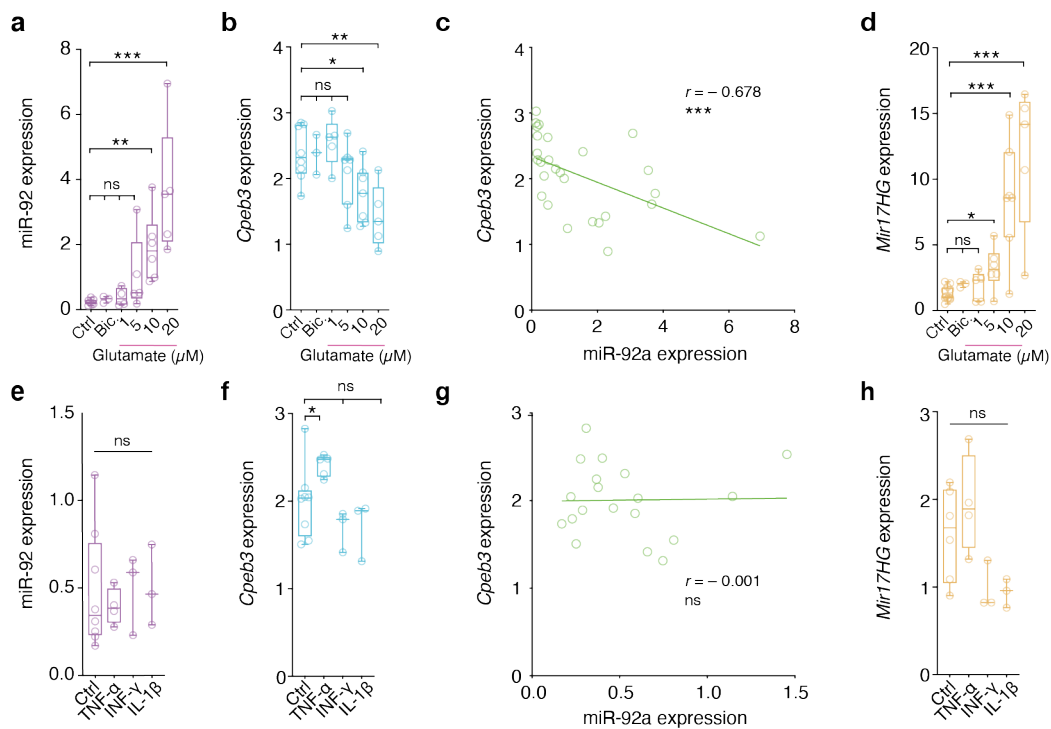 a
b
c
d
miR-92 expression
8
6
4
2
0
***
**
ns
Ctrl
Bic.
1
5
10
20
Glutamate (µM)
Cpeb3 expression
4
3
2
1
0
**
*
ns
Ctrl
Bic.
1
5
10
20
Glutamate (µM)
Cpeb3 expression
4
3
2
1
0
r = − 0.678
***
0
2
4
6
8
miR-92a expression
Mir17HG expression
20
15
10
5
0
***
***
*
ns
Ctrl
Bic.
1
5
10
20
Glutamate (µM)
e
f
g
h
miR-92 expression
1.5
1.0
0.5
0.0
ns
Ctrl
TNF-α
INF-γ
IL-1β
Cpeb3 expression
3
2
1
0
ns
*
Ctrl
TNF-α
INF-γ
IL-1β
Cpeb3 expression
3
2
1
0
r = − 0.001
ns
0.0
0.5
1.0
1.5
miR-92a expression
Mir17HG expression
3
2
1
0
ns
Ctrl
TNF-α
INF-γ
IL-1β